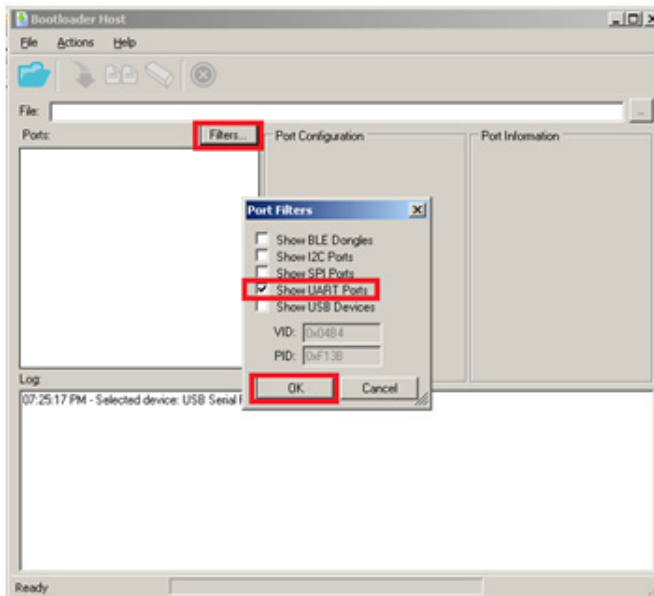 Bootloader Host
File Actions Help
File:
Ports: Filters... Port Configuration Port Information
Port Filters
Show BLE Dongles
Show I2C Ports
Show SPI Ports
Show UART Ports
Show USB Devices
VID: 0x04B4
PID: 0xF13B
OK Cancel
Log:
07:25:17 PM - Selected device: USB Serial
Ready